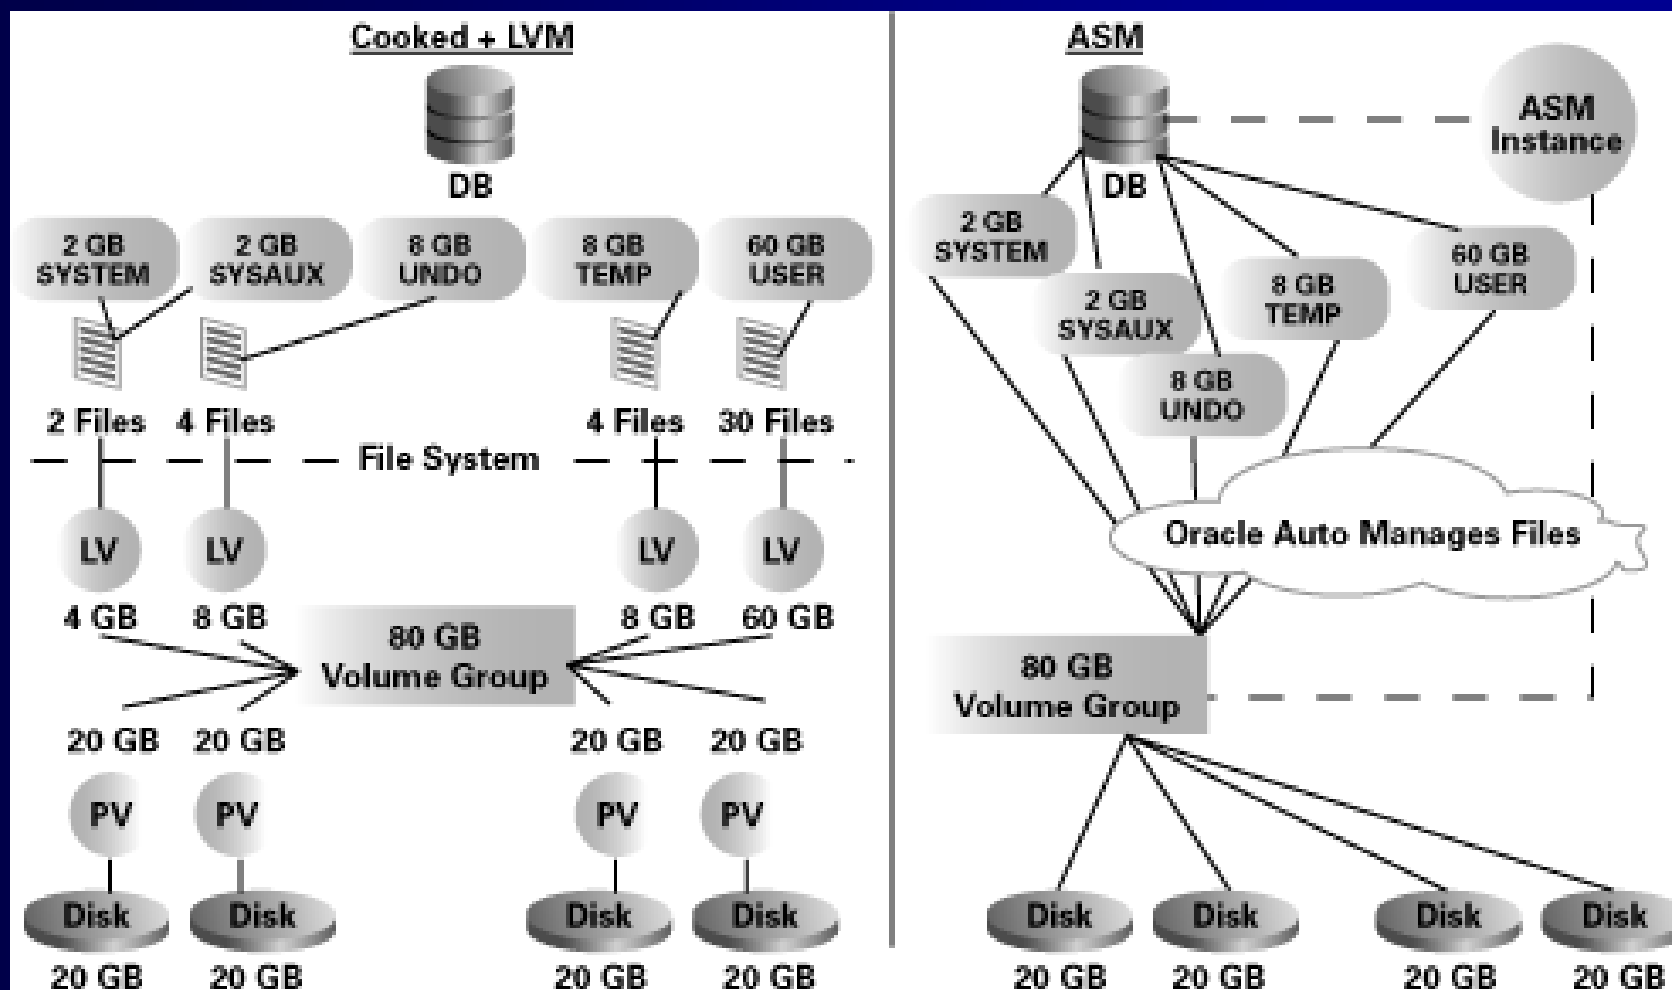 Cooked + LVM
DB
2 GB
SYSTEM
2 GB
SYSAUX
8 GB
UNDO
8 GB
TEMP
60 GB
USER
2 Files
4 Files
4 Files
30 Files
File System
LV
LV
LV
LV
4 GB
8 GB
8 GB
60 GB
80 GB
Volume Group
20 GB
20 GB
20 GB
20 GB
PV
PV
PV
PV
Disk
Disk
Disk
Disk
20 GB
20 GB
20 GB
20 GB
ASM
DB
ASM
Instance
2 GB
SYSTEM
2 GB
SYSAUX
8 GB
UNDO
8 GB
TEMP
60 GB
USER
Oracle Auto Manages Files
80 GB
Volume Group
Disk
Disk
Disk
Disk
20 GB
20 GB
20 GB
20 GB